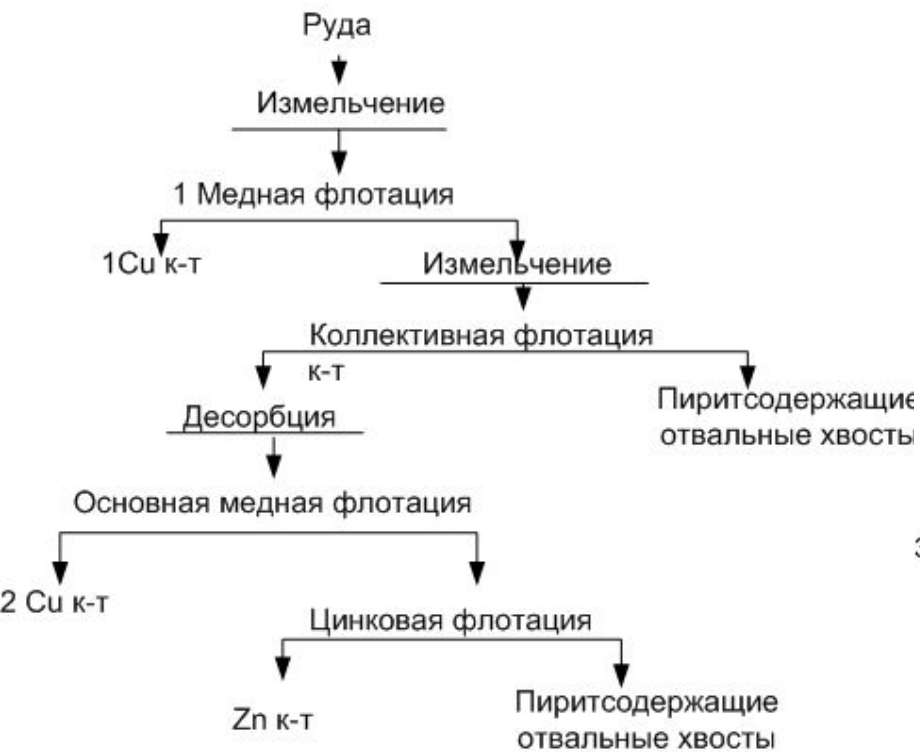 Руда
Измельчение
1 Медная флотация
1Cu к-т
Измельчение
Коллективная флотация
к-т
Десорбция
Пиритсодержащие
отвальные хвосты
Основная медная флотация
2 Cu к-т
Цинковая флотация
Zn к-т
Пиритсодержащие
отвальные хвосты